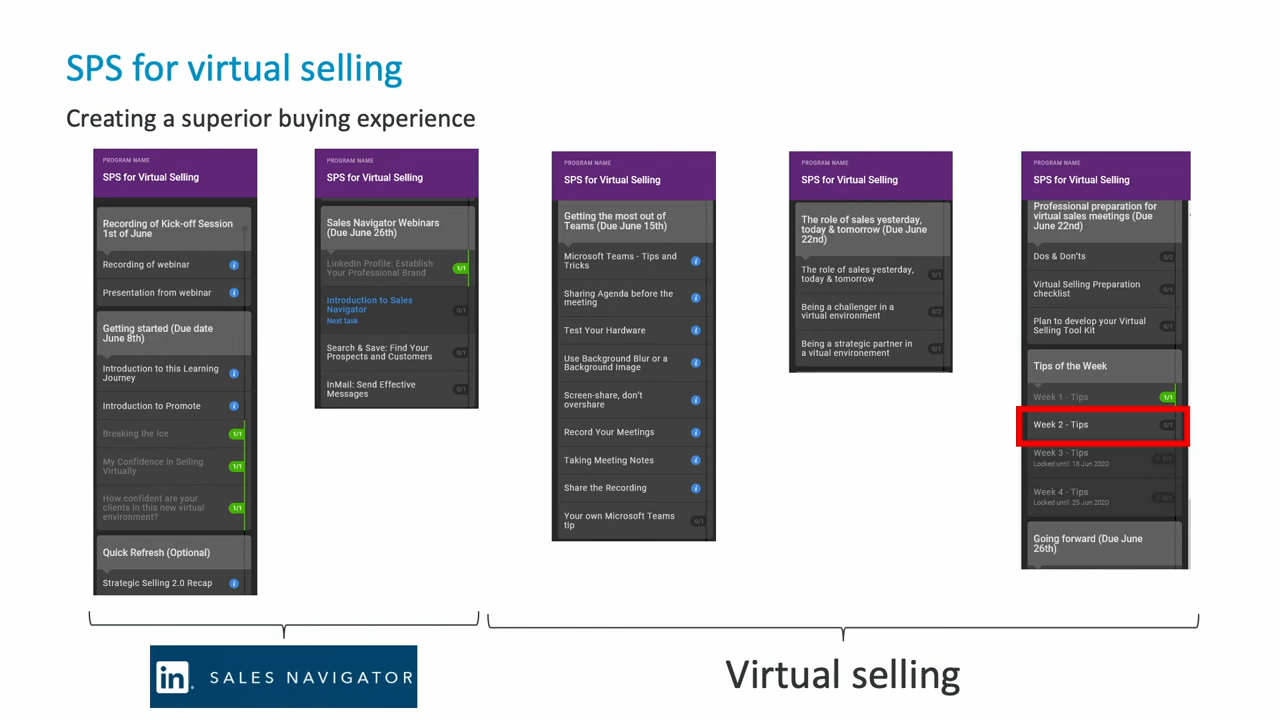 SPS for virtual selling
Creating a superior buying experience
PROGRAM NAME
SPS for Virtual Selling
Recording of Kick-off Session
1st of June
Recording of webinar
Presentation from webinar
Getting started (Due date
June 8th)
Introduction to this Learning
Journey
Introduction to Promote
Breaking the Ice
1/1
My Confidence in Selling
Virtually
1/1
How confident are your
clients in this new virtual
environment?
1/1
Quick Refresh (Optional)
Strategic Selling 2.0 Recap
PROGRAM NAME
SPS for Virtual Selling
Sales Navigator Webinars
(Due June 26th)
LinkedIn Profile: Establish
Your Professional Brand
1/1
Introduction to Sales
Navigator
Next task
0/1
Search & Save: Find Your
Prospects and Customers
0/1
InMail: Send Effective
Messages
0/1
PROGRAM NAME
SPS for Virtual Selling
Getting the most out of
Teams (Due June 15th)
Microsoft Teams - Tips and
Tricks
Sharing Agenda before the
meeting
Test Your Hardware
Use Background Blur or a
Background Image
Screen-share, don't
overshare
Record Your Meetings
Taking Meeting Notes
Share the Recording
Your own Microsoft Teams
tip
0/1
PROGRAM NAME
SPS for Virtual Selling
The role of sales yesterday,
today & tomorrow (Due June
22nd)
The role of sales yesterday,
today & tomorrow
0/1
Being a challenger in a
virtual environment
0/2
Being a strategic partner in
a vitual environement
0/1
PROGRAM NAME
SPS for Virtual Selling
Professional preparation for
virtual sales meetings (Due
June 22nd)
Dos & Don'ts
0/2
Virtual Selling Preparation
checklist
0/1
Plan to develop your Virtual
Selling Tool Kit
0/1
Tips of the Week
Week 1 - Tips
1/1
Week 2 - Tips
0/1
Week 3 - Tips
Locked until: 18 Jun 2020
0/1
Week 4 - Tips
Locked until: 25 Jun 2020
0/1
Going forward (Due June
26th)
in. SALES NAVIGATOR
Virtual selling